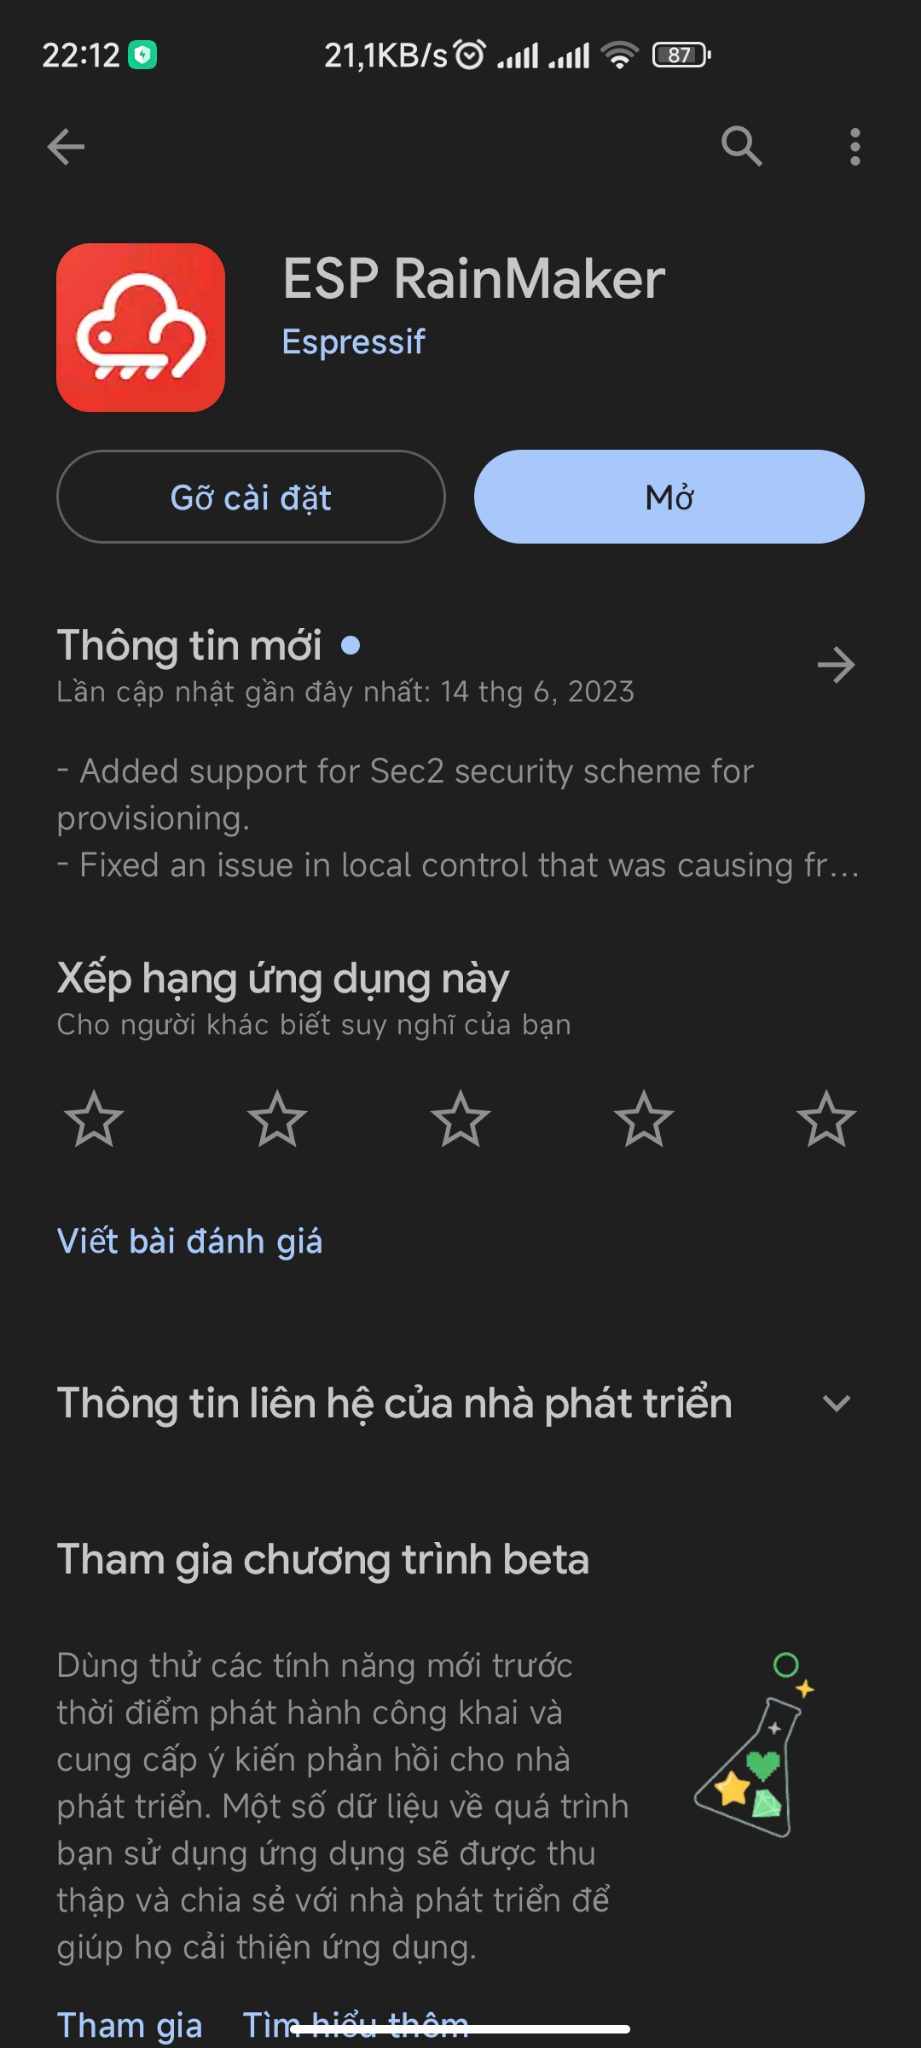 22:12 21,1KB/s 87
ESP RainMaker
Espressif
Gỡ cài đặt Mở
Thông tin mới
Lần cập nhật gần đây nhất: 14 thg 6, 2023
- Added support for Sec2 security scheme for
provisioning.
- Fixed an issue in local control that was causing fr...
Xếp hạng ứng dụng này
Cho người khác biết suy nghĩ của bạn
Viết bài đánh giá
Thông tin liên hệ của nhà phát triển
Tham gia chương trình beta
Dùng thử các tính năng mới trước
thời điểm phát hành công khai và
cung cấp ý kiến phản hồi cho nhà
phát triển. Một số dữ liệu về quá trình
bạn sử dụng ứng dụng sẽ được thu
thập và chia sẻ với nhà phát triển để
giúp họ cải thiện ứng dụng.
Tham gia Tìm hiểu thêm